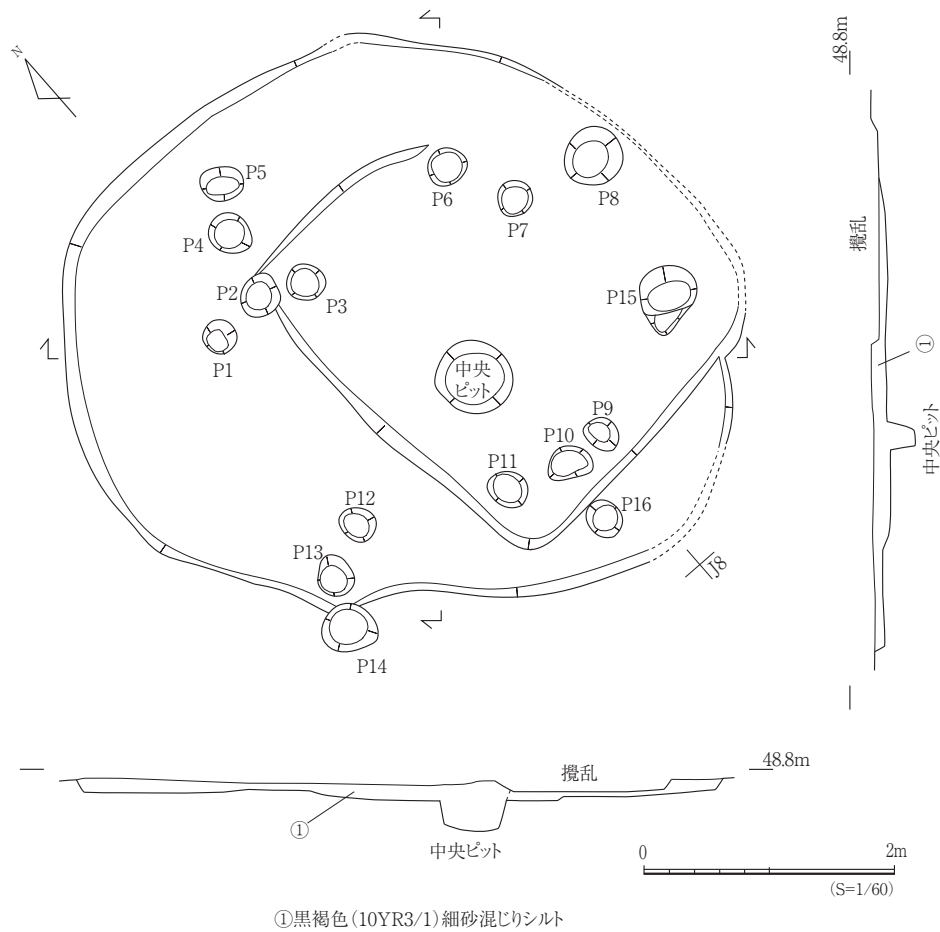 N
48.8m
P5
P4
P6
P7
P8
P2
P3
P15
P1
攪乱
①
中央
ピット
中央ピット
P9
P10
P11
P12
P16
P13
J8
P14
48.8m
攪乱
①
中央ピット
0 2m
(S=1/60)
①黒褐色(10YR3/1)細砂混じりシルト